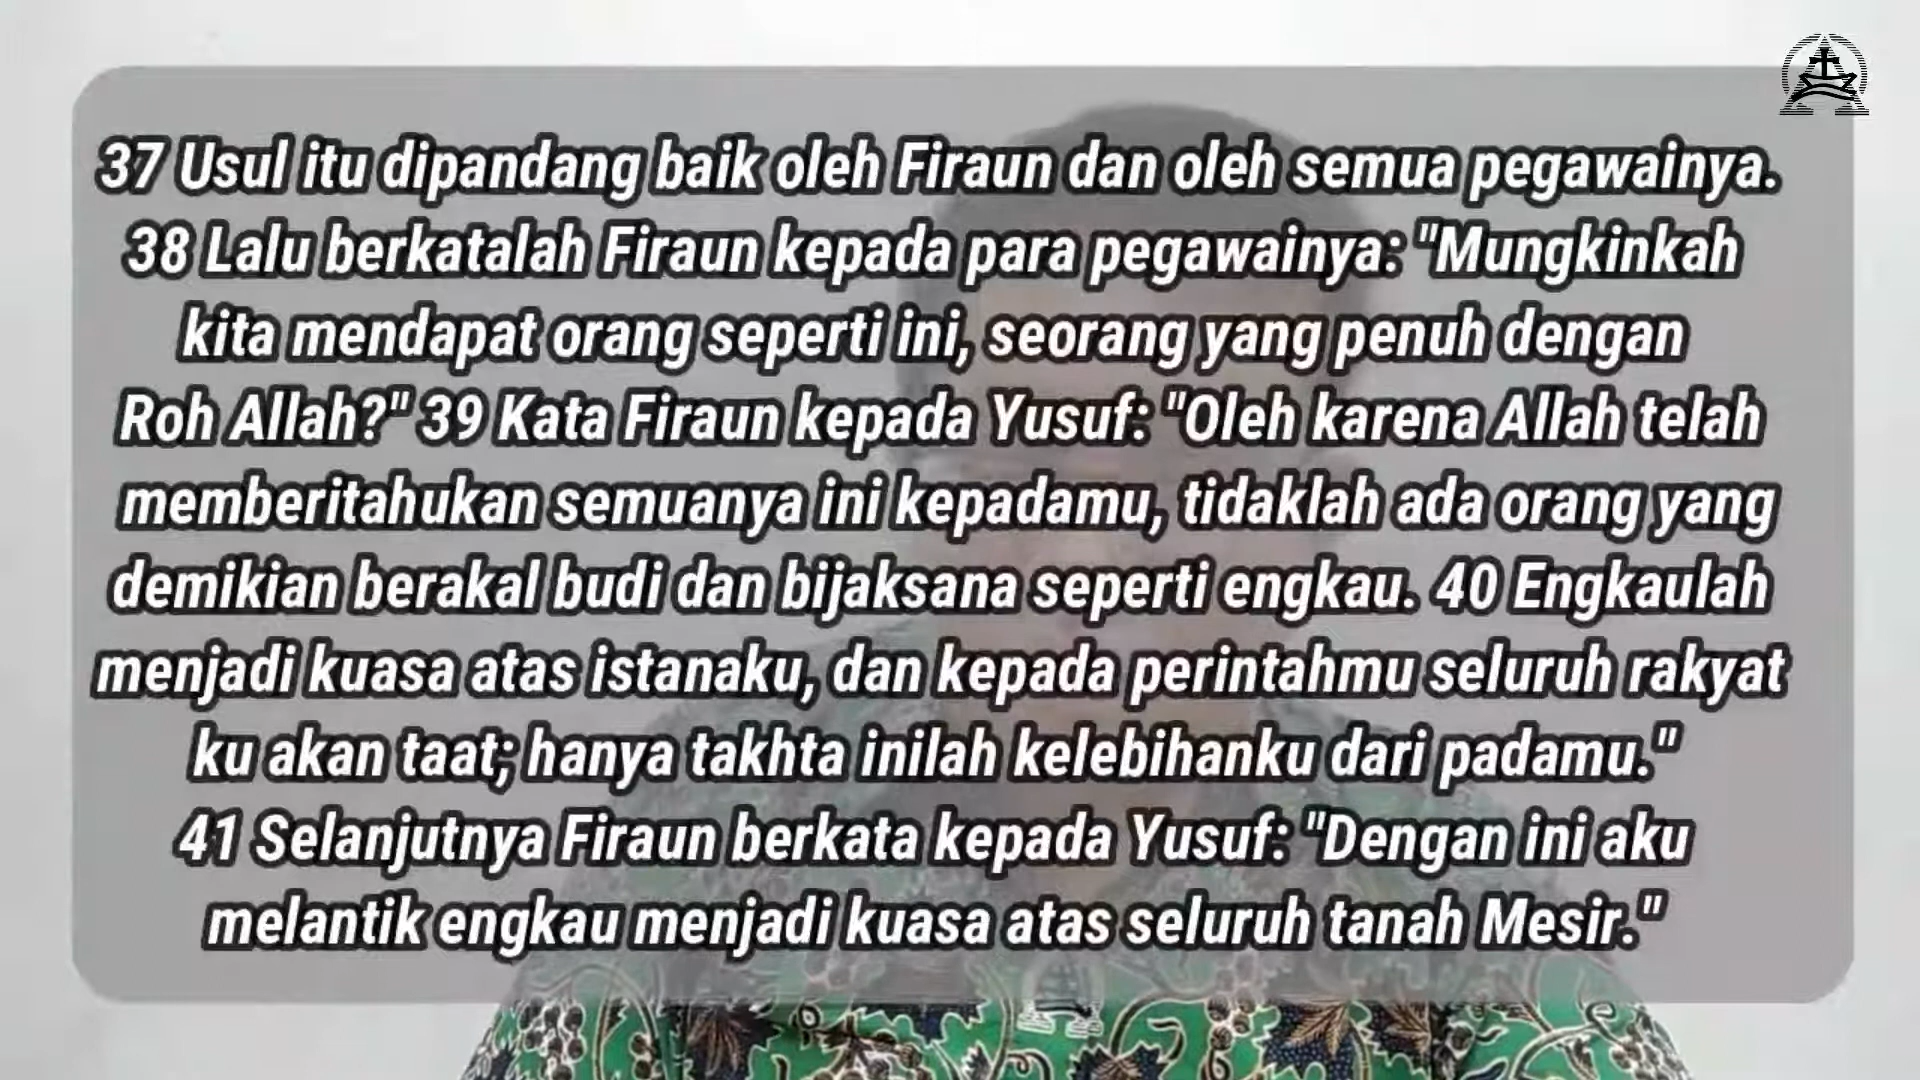 37 Usul itu dipandang baik oleh Firaun dan oleh semua pegawainya.
38 Lalu berkatalah Firaun kepada para pegawainya: "Mungkinkah
kita mendapat orang seperti ini, seorang yang penuh dengan
Roh Allah?" 39 Kata Firaun kepada Yusuf: "Oleh karena Allah telah
memberitahukan semuanya ini kepadamu, tidaklah ada orang yang
demikian berakal budi dan bijaksana seperti engkau. 40 Engkaulah
menjadi kuasa atas istanaku, dan kepada perintahmu seluruh rakyat
ku akan taat; hanya takhta inilah kelebihanku dari padamu."
41 Selanjutnya Firaun berkata kepada Yusuf: "Dengan ini aku
melantik engkau menjadi kuasa atas seluruh tanah Mesir."